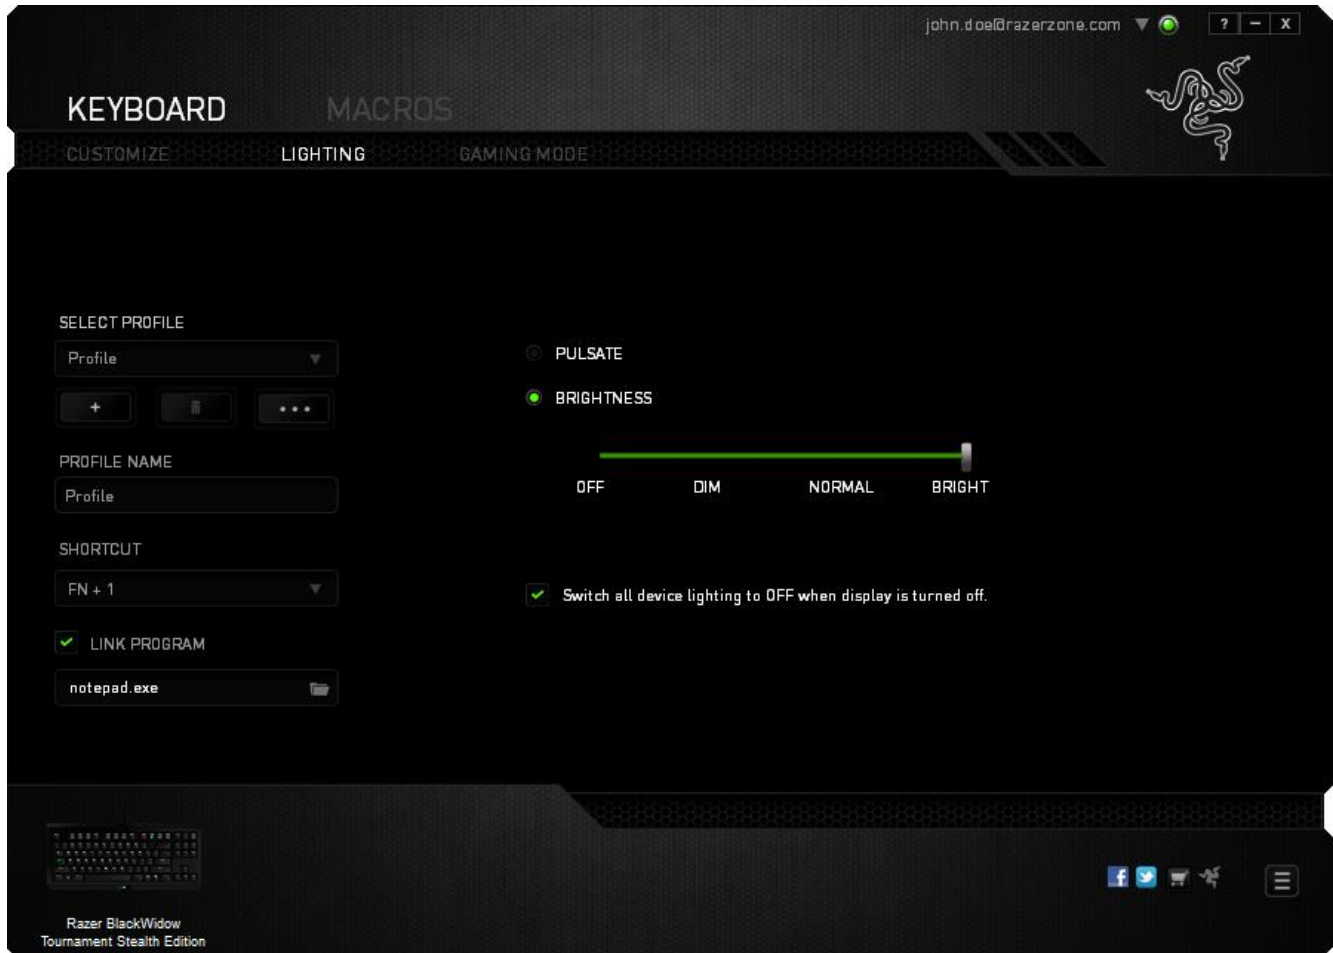 john.doe@razerzone.com
? – X
KEYBOARD MACROS
CUSTOMIZE LIGHTING GAMING MODE
SELECT PROFILE
Profile
+ •••
PROFILE NAME
Profile
SHORTCUT
FN + 1
LINK PROGRAM
notepad.exe
PULSATE
BRIGHTNESS
OFF DIM NORMAL BRIGHT
Switch all device lighting to OFF when display is turned off.
Razer BlackWidow
Tournament Stealth Edition